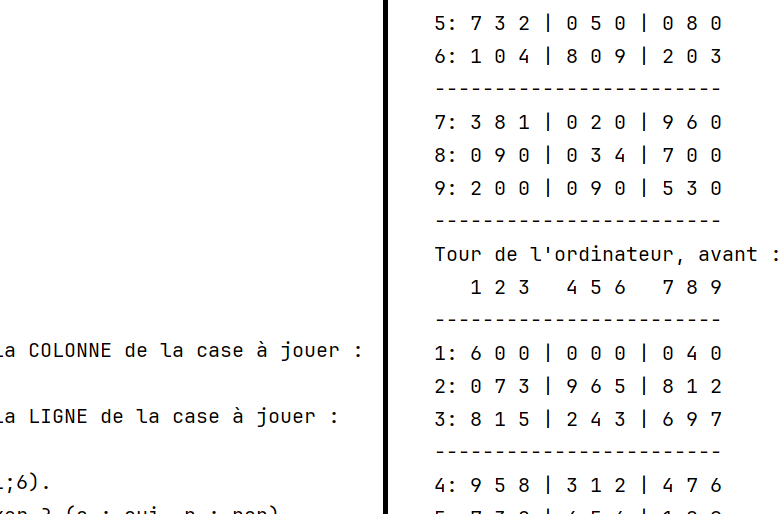 la COLONNE de la case à jouer :
la LIGNE de la case à jouer :
;6).
5: 7 3 2 | 0 5 0 | 0 8 0
6: 1 0 4 | 8 0 9 | 2 0 3
------------------------
7: 3 8 1 | 0 2 0 | 9 6 0
8: 0 9 0 | 0 3 4 | 7 0 0
9: 2 0 0 | 0 9 0 | 5 3 0
------------------------
Tour de l'ordinateur, avant :
1 2 3 4 5 6 7 8 9
------------------------
1: 6 0 0 | 0 0 0 | 0 4 0
2: 0 7 3 | 9 6 5 | 8 1 2
3: 8 1 5 | 2 4 3 | 6 9 7
------------------------
4: 9 5 8 | 3 1 2 | 4 7 6